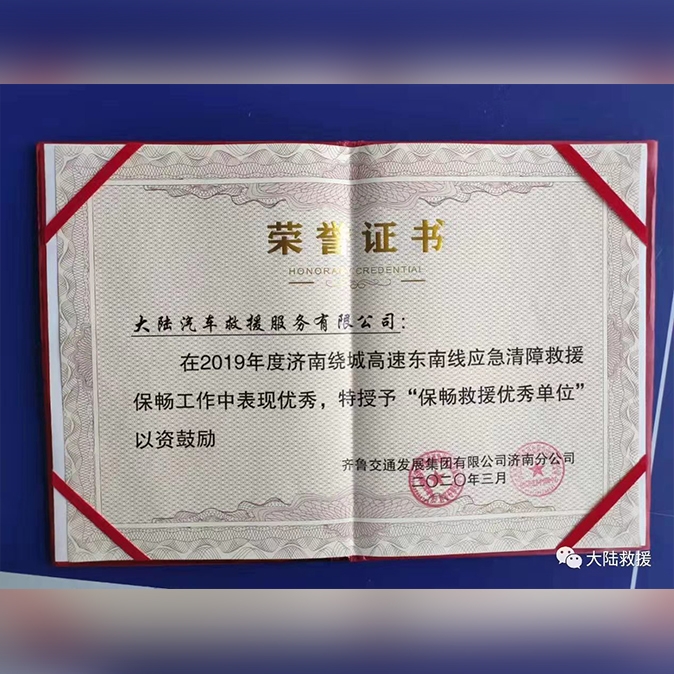 荣誉证书
HONORARY CREDENTIAL
大陆汽车救援服务有限公司：
在2019年度济南绕城高速东南线应急清障救援
保畅工作中表现优秀，特授予“保畅救援优秀单位”
以资鼓励
齐鲁交通发展集团有限公司济南分公司
二〇二〇年三月
大陆救援